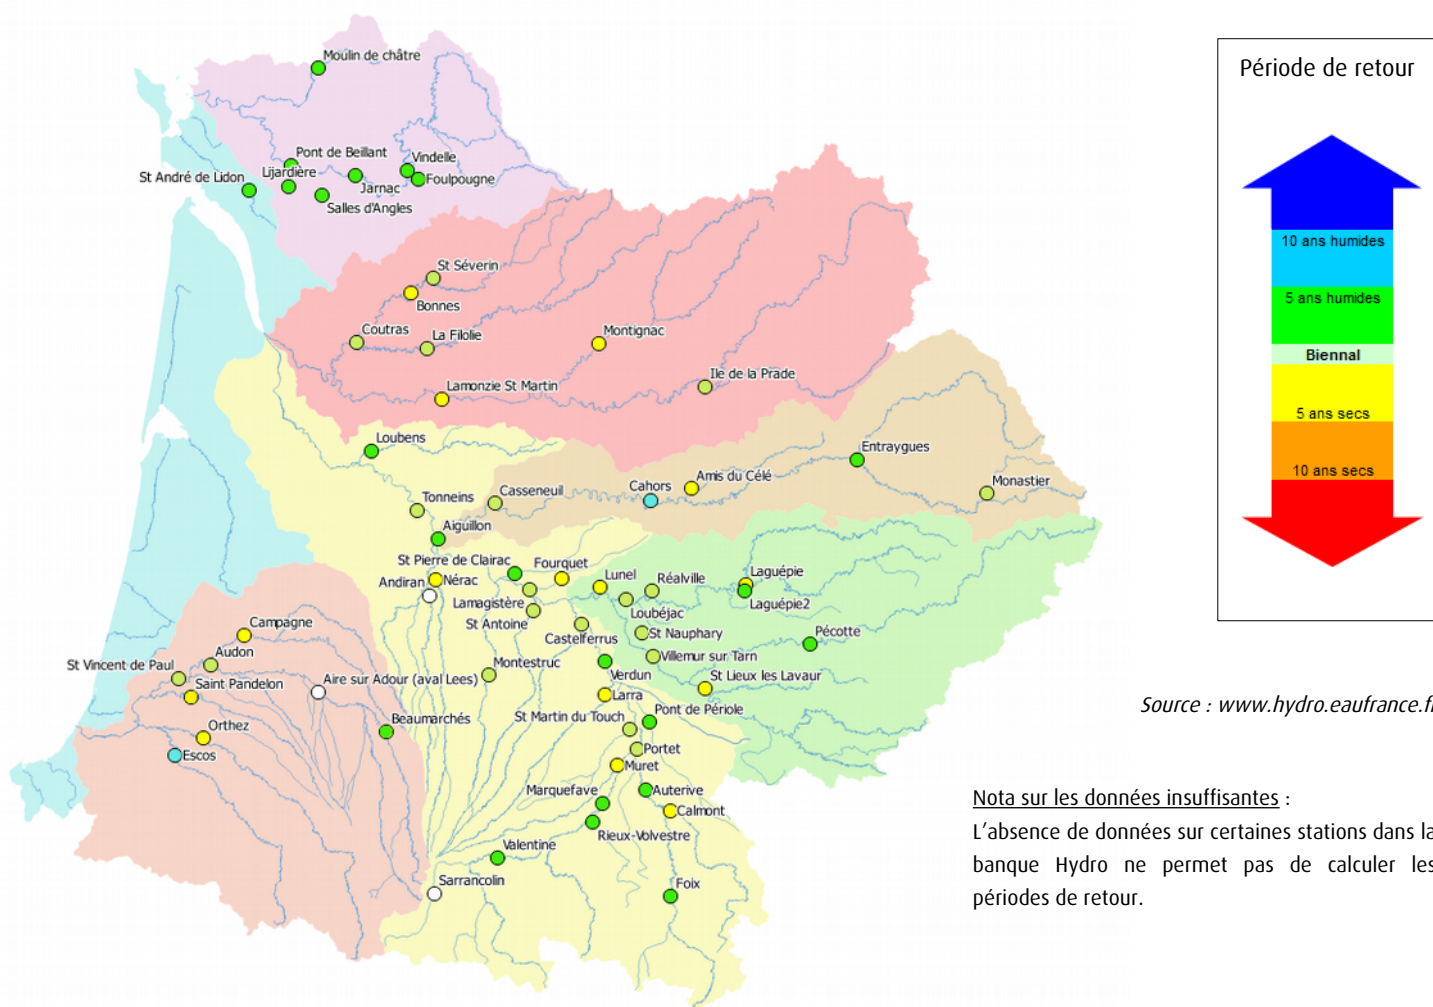 Moulin de châtre
Pont de Beillant
Vindelle
Lijardière
St André de Lidon
Jarnac
Foulpougne
Salles d'Angles
St Séverin
Bonnes
Coutras
La Filolie
Montignac
Ile de la Prade
Lamonzie St Martin
Loubens
Entraygues
Amis du Célé
Cahors
Monastier
Casseneuil
Tonneins
Aiguillon
St Pierre de Clairac
Fourquet
Andiran
Nérac
Lunel
Réalville
Laguépie
Lamagistère
Laguépie2
St Antoine
Loubéjac
Campagne
Castelferrus
St Nauphary
Pécotte
Audon
St Vincent de Paul
Villemur sur Tarn
Montestruc
Aire sur Adour (aval Lees)
Verdun
St Lieux les Lavaur
Saint Pandelon
Larra
Pont de Périole
St Martin du Touch
Beaumarchés
Orthez
Portet
Escos
Muret
Marquefave
Auterive
Calmont
Rieux-Volvestre
Valentine
Sarrancolin
Foix
Période de retour
10 ans humides
5 ans humides
Biennal
5 ans secs
10 ans secs
Source : www.hydro.eaufrance.fr
Nota sur les données insuffisantes :
L'absence de données sur certaines stations dans la
banque Hydro ne permet pas de calculer les
périodes de retour.